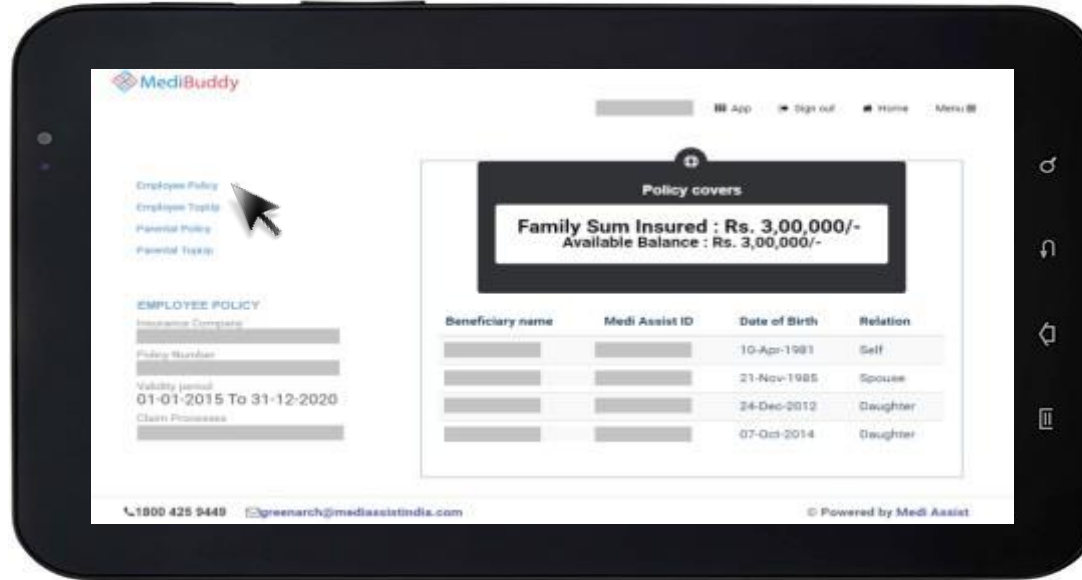 MediBuddy
App Sign out Home Menu
Employee Policy
Employee TopUp
Parental Policy
Parental TopUp
Policy covers
Family Sum Insured : Rs. 3,00,000/-
Available Balance : Rs. 3,00,000/-
EMPLOYEE POLICY
Insurance Company
Policy Number
Validity period
01-01-2015 To 31-12-2020
Claim Processes
Beneficiary name Medi Assist ID Date of Birth Relation
10-Apr-1981 Self
21-Nov-1985 Spouse
24-Dec-2012 Daughter
07-Oct-2014 Daughter
1800 425 9449 greenarch@mediassistindia.com © Powered by Medi Assist